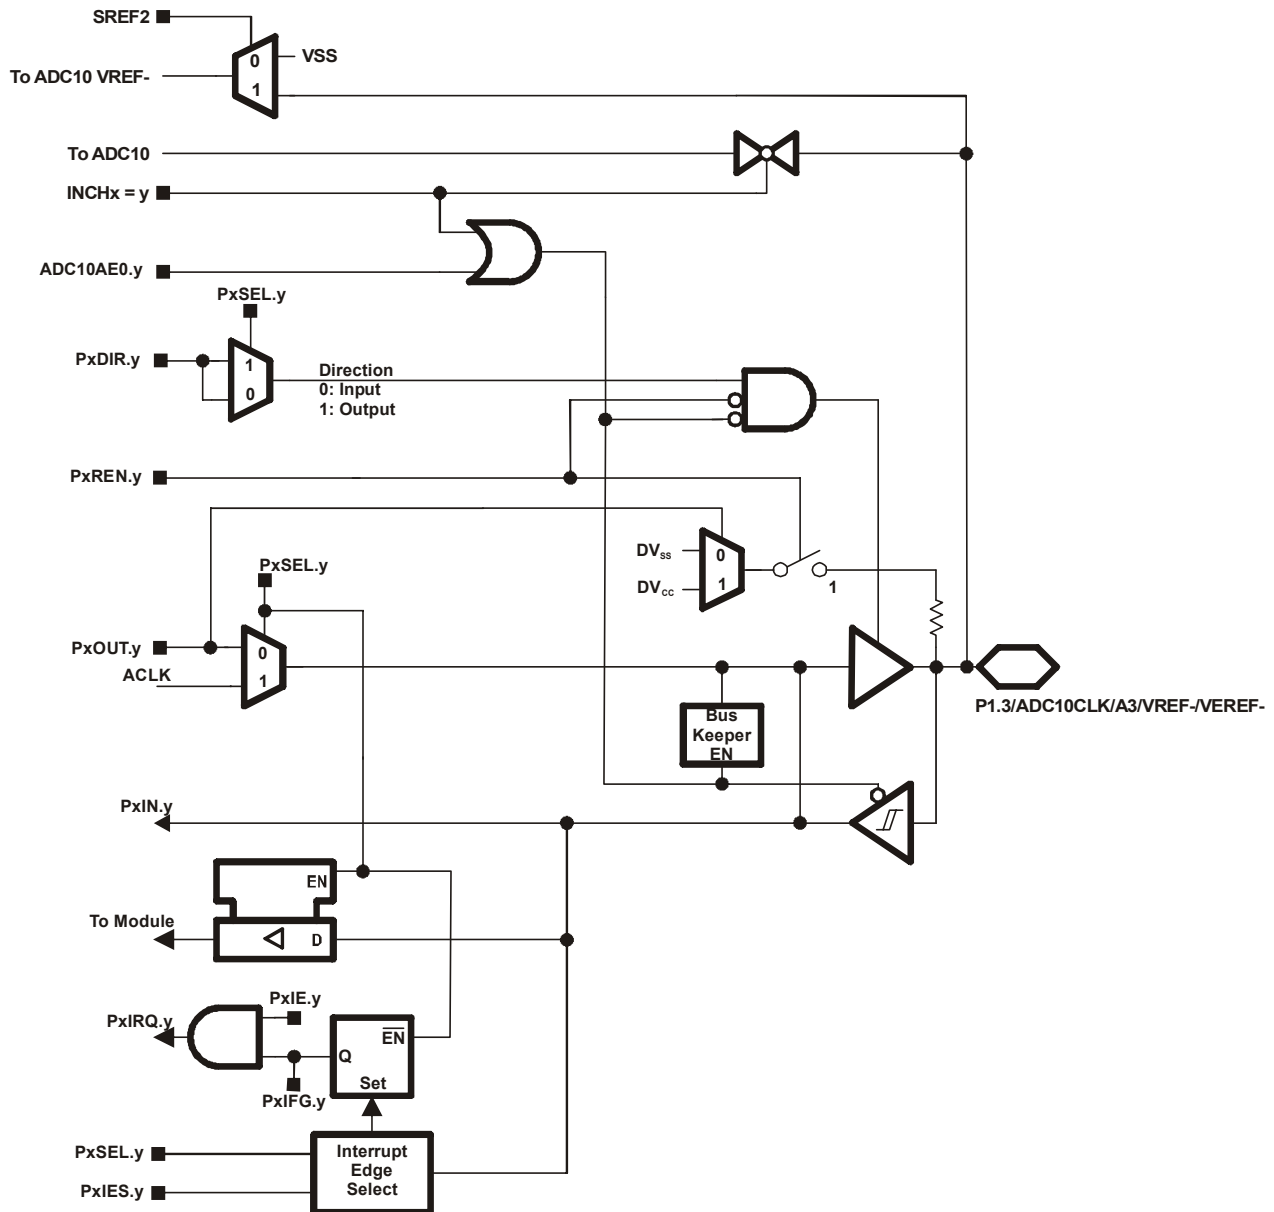 SREF2
VSS
0
To ADC10 VREF-
1
To ADC10
INCHx = y
ADC10AE0.y
PxSEL.y
PxDIR.y
1
0
Direction
0: Input
1: Output
PxREN.y
DVss
0
DVcc
1
1
PxSEL.y
PxOUT.y
0
ACLK
1
P1.3/ADC10CLK/A3/VREF-/VEREF-
Bus
Keeper
EN
PxIN.y
EN
To Module
D
PxIE.y
PxIRQ.y
EN
Q
Set
PxIFG.y
PxSEL.y
PxIES.y
Interrupt
Edge
Select